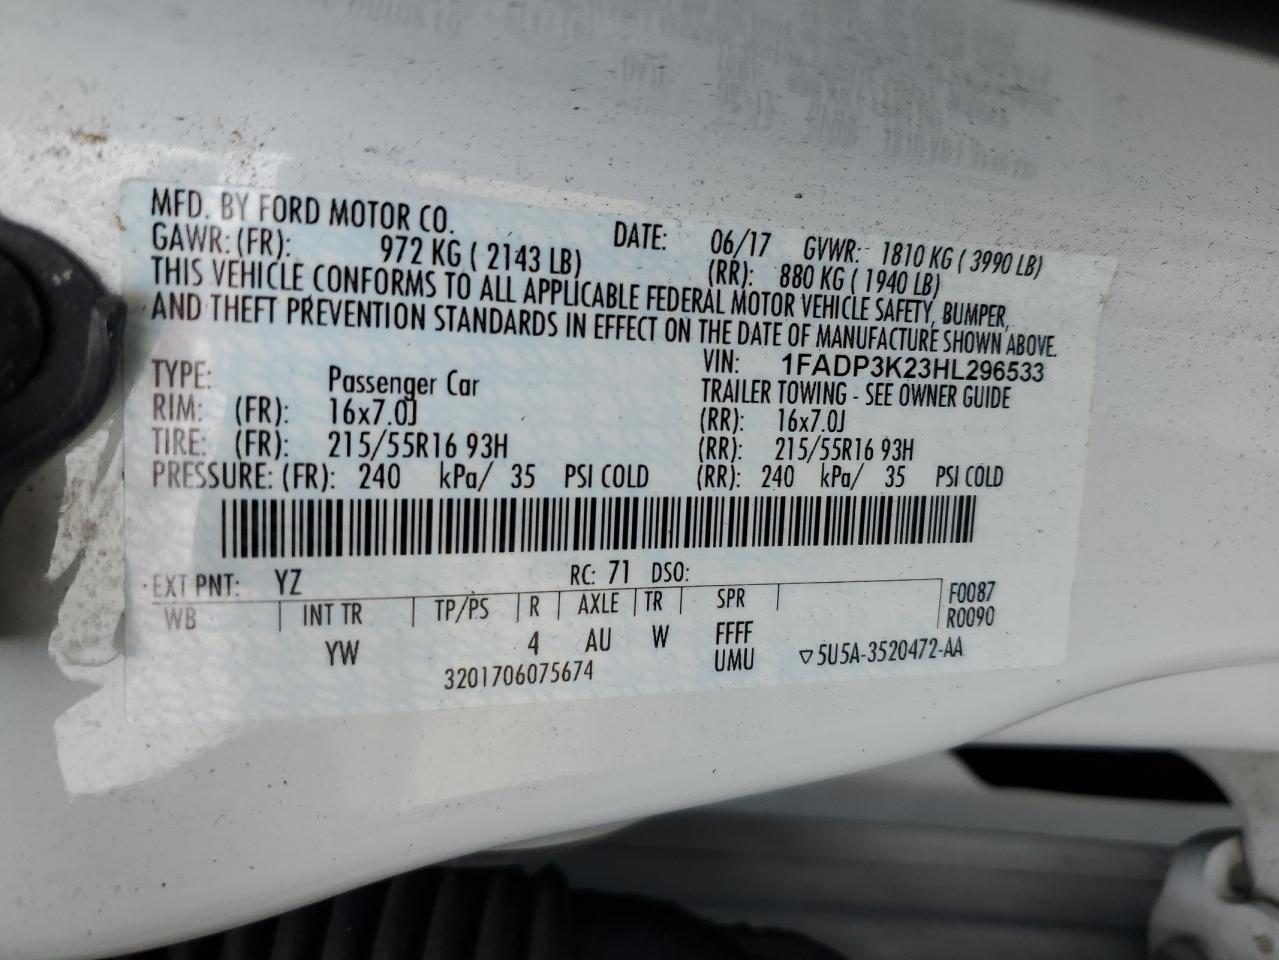 MFD. BY FORD MOTOR CO. DATE: 06/17 GVWR: 1810 KG ( 3990 LB)
GAWR: (FR): 972 KG ( 2143 LB) (RR): 880 KG ( 1940 LB)
THIS VEHICLE CONFORMS TO ALL APPLICABLE FEDERAL MOTOR VEHICLE SAFETY, BUMPER,
AND THEFT PREVENTION STANDARDS IN EFFECT ON THE DATE OF MANUFACTURE SHOWN ABOVE.
VIN: 1FADP3K23HL296533
TYPE: Passenger Car TRAILER TOWING - SEE OWNER GUIDE
RIM: (FR): 16x7.0J (RR): 16x7.0J
TIRE: (FR): 215/55R16 93H (RR): 215/55R16 93H
PRESSURE: (FR): 240 kPa/ 35 PSI COLD (RR): 240 kPa/ 35 PSI COLD
EXT PNT: YZ RC: 71 DSO:
WB INT TR TP/PS R AXLE TR SPR F0087
R0090
YW 4 AU W FFFF
UMU ▽5U5A-3520472-AA
3201706075674